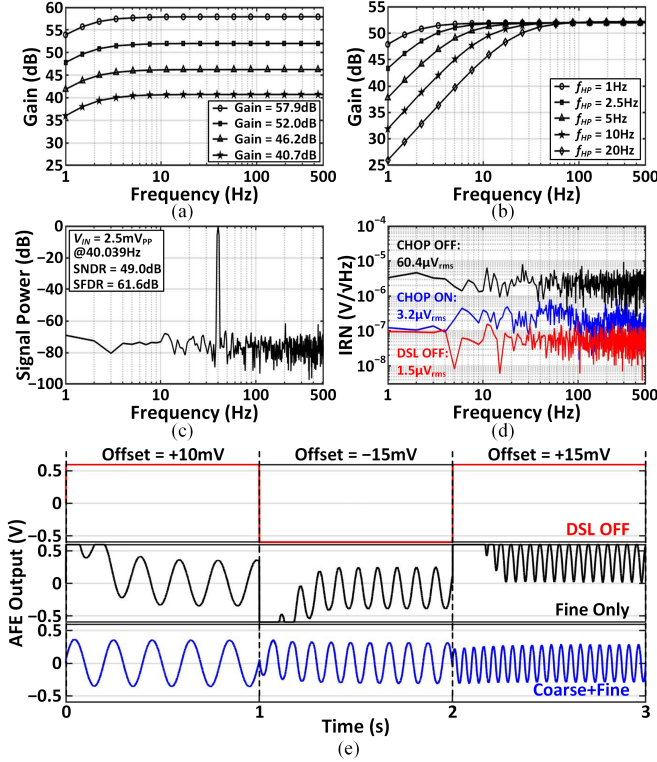 60
55
50
45
40
35
30
25
Gain (dB)
Gain = 57.9dB
Gain = 52.0dB
Gain = 46.2dB
Gain = 40.7dB
1
10
100
500
Frequency (Hz)
(a)
60
55
50
45
40
35
30
25
Gain (dB)
fHP = 1Hz
fHP = 2.5Hz
fHP = 5Hz
fHP = 10Hz
fHP = 20Hz
1
10
100
500
Frequency (Hz)
(b)
0
−20
−40
−60
−80
−100
Signal Power (dB)
VIN = 2.5mVPP
@40.039Hz
SNDR = 49.0dB
SFDR = 61.6dB
1
10
100
500
Frequency (Hz)
(c)
10−4
10−5
10−6
10−7
10−8
IRN (V/√Hz)
CHOP OFF:
60.4μVrms
CHOP ON:
3.2μVrms
DSL OFF:
1.5μVrms
1
10
100
500
Frequency (Hz)
(d)
Offset = +10mV
Offset = −15mV
Offset = +15mV
AFE Output (V)
0.5
0
−0.5
DSL OFF
0.5
0
−0.5
Fine Only
0.5
0
−0.5
Coarse+Fine
0
1
2
3
Time (s)
(e)